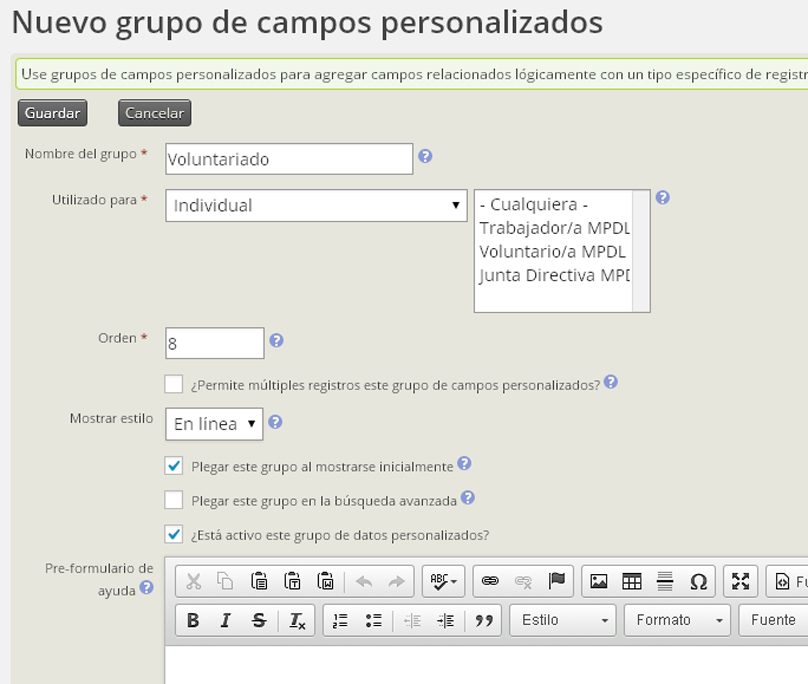 Nuevo grupo de campos personalizados
Use grupos de campos personalizados para agregar campos relacionados lógicamente con un tipo específico de registr
Guardar Cancelar
Nombre del grupo * Voluntariado ?
Utilizado para * Individual - Cualquiera - ?
Trabajador/a MPDL
Voluntario/a MPDL
Junta Directiva MPD
Orden * 8 ?
¿Permite múltiples registros este grupo de campos personalizados? ?
Mostrar estilo En línea ?
Plegar este grupo al mostrarse inicialmente ?
Plegar este grupo en la búsqueda avanzada ?
¿Está activo este grupo de datos personalizados?
Pre-formulario de
ayuda ?
ABC Ω Fu
B I S Tx Estilo Formato Fuente